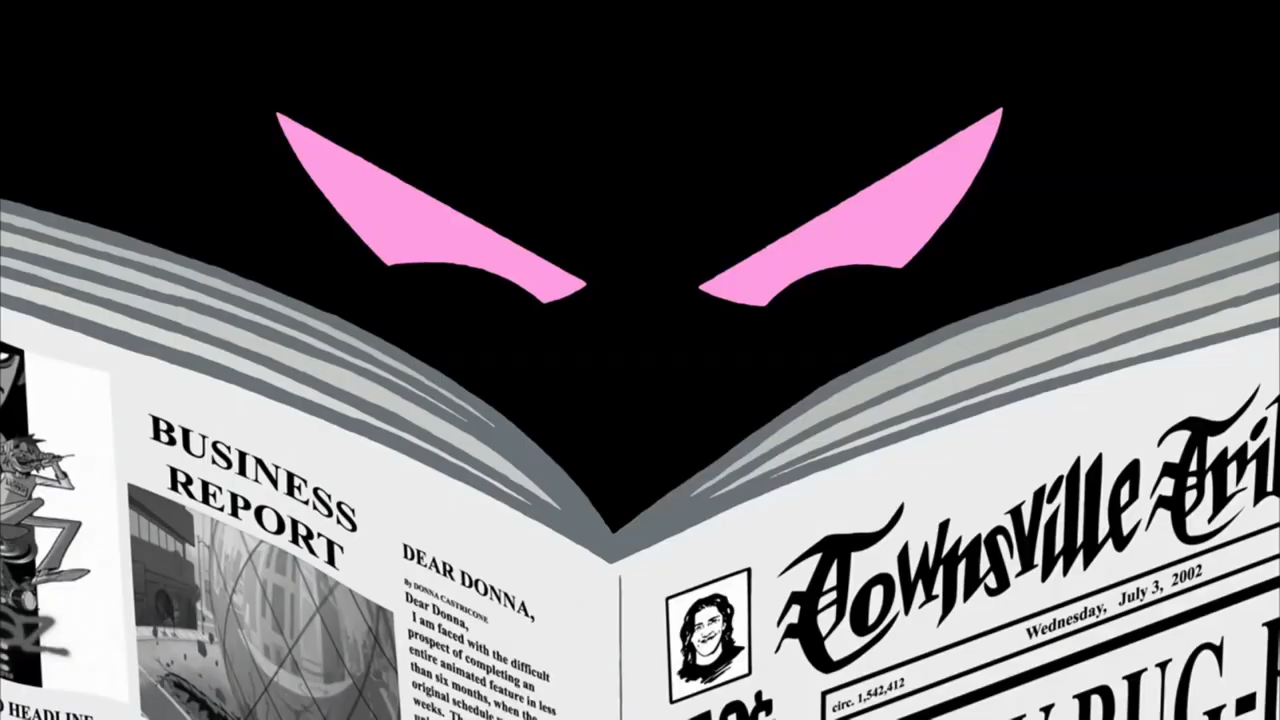 BUSINESS
REPORT
DEAR DONNA,
By DONNA CASTRICONE
Dear Donna,
I am faced with the difficult
prospect of completing an
entire animated feature in less
than six months, when the
original schedule
weeks.
HEADLINE
Townsville
Wednesday, July 3, 2002
circ. 1,542,412